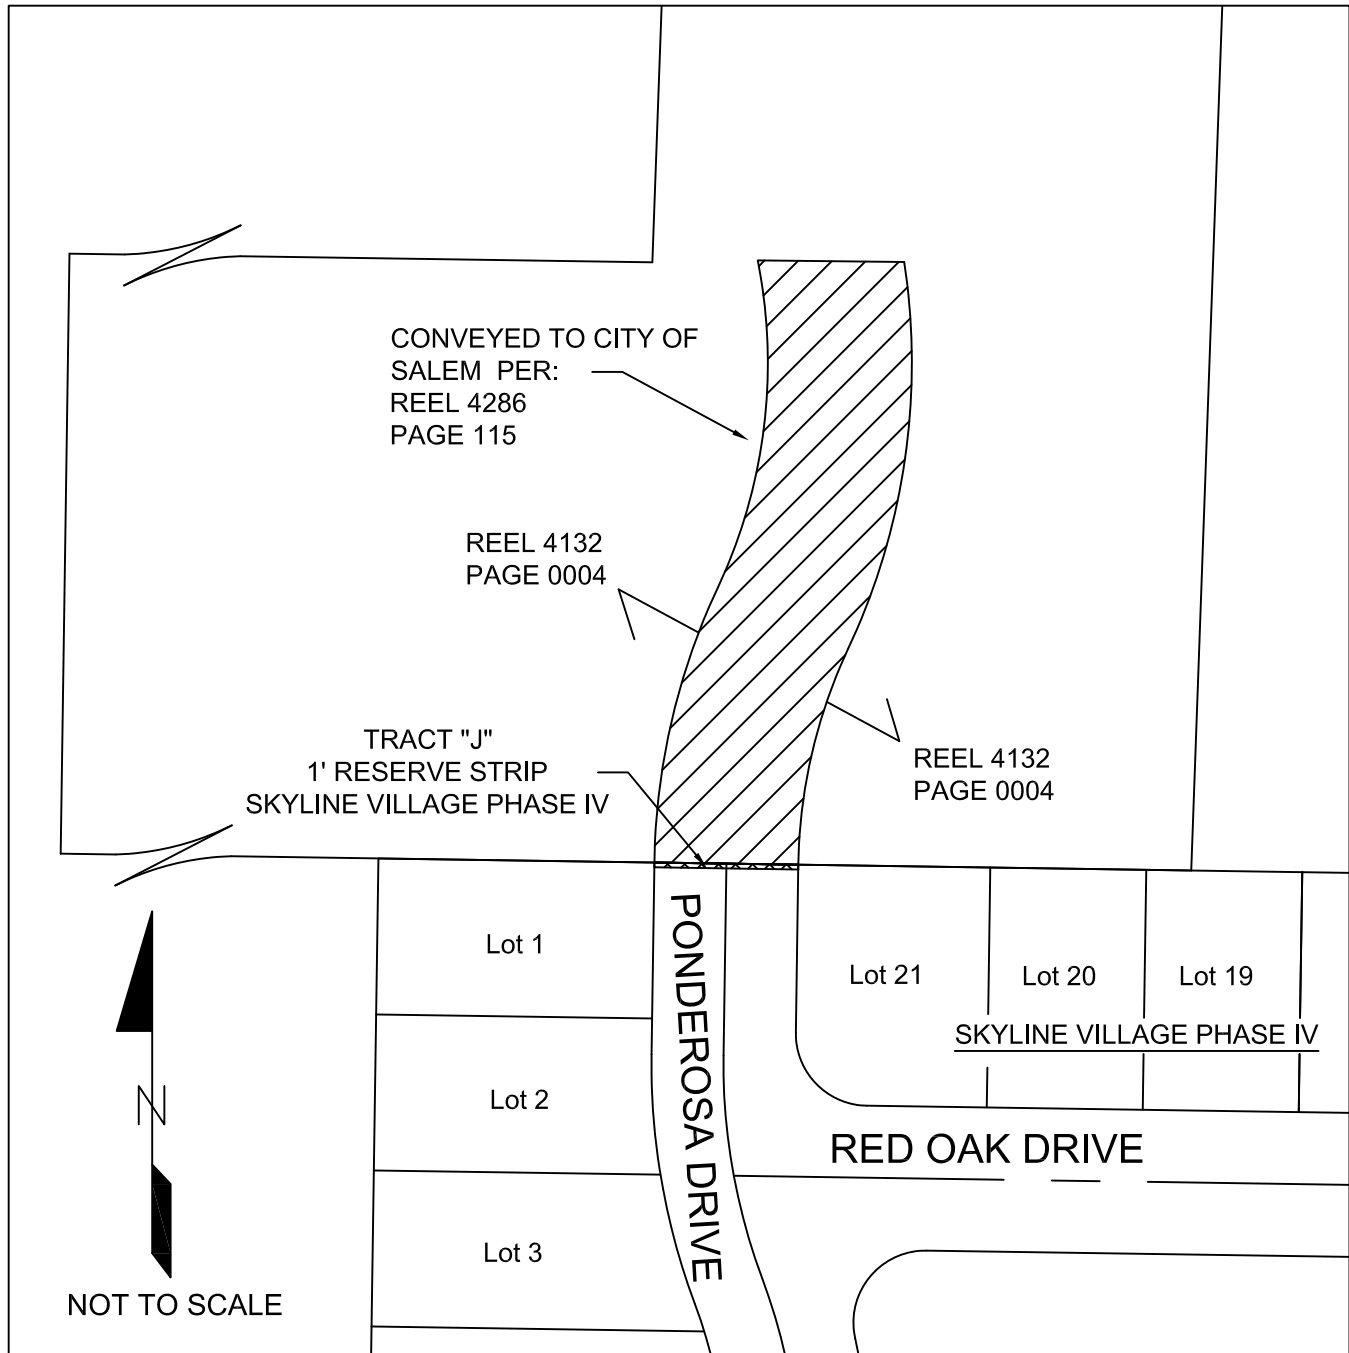 CONVEYED TO CITY OF
SALEM PER:
REEL 4286
PAGE 115
REEL 4132
PAGE 0004
TRACT "J"
1' RESERVE STRIP
SKYLINE VILLAGE PHASE IV
REEL 4132
PAGE 0004
Lot 1
Lot 2
Lot 3
PONDEROSA DRIVE
Lot 21
Lot 20
Lot 19
SKYLINE VILLAGE PHASE IV
RED OAK DRIVE
N
NOT TO SCALE